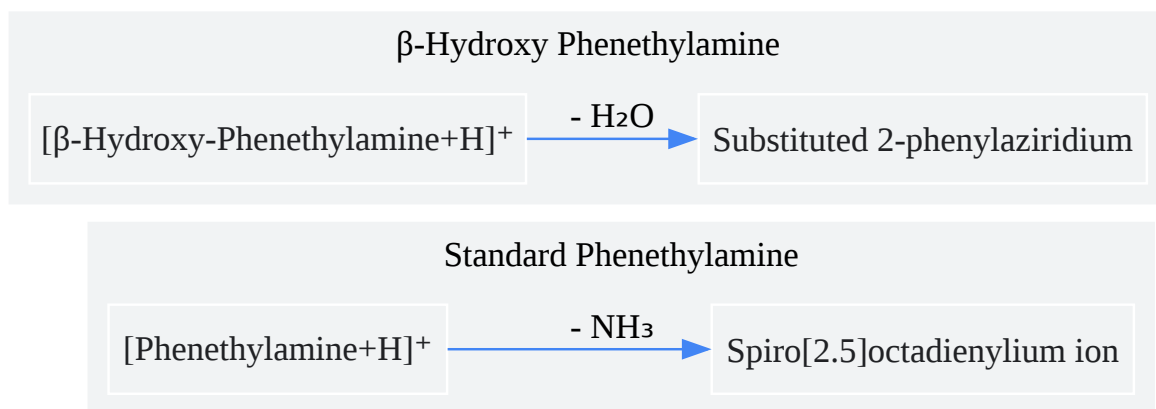 β-Hydroxy Phenethylamine
[β-Hydroxy-Phenethylamine+H]⁺
- H₂O
Substituted 2-phenylaziridium
Standard Phenethylamine
[Phenethylamine+H]⁺
- NH₃
Spiro[2.5]octadienylium ion